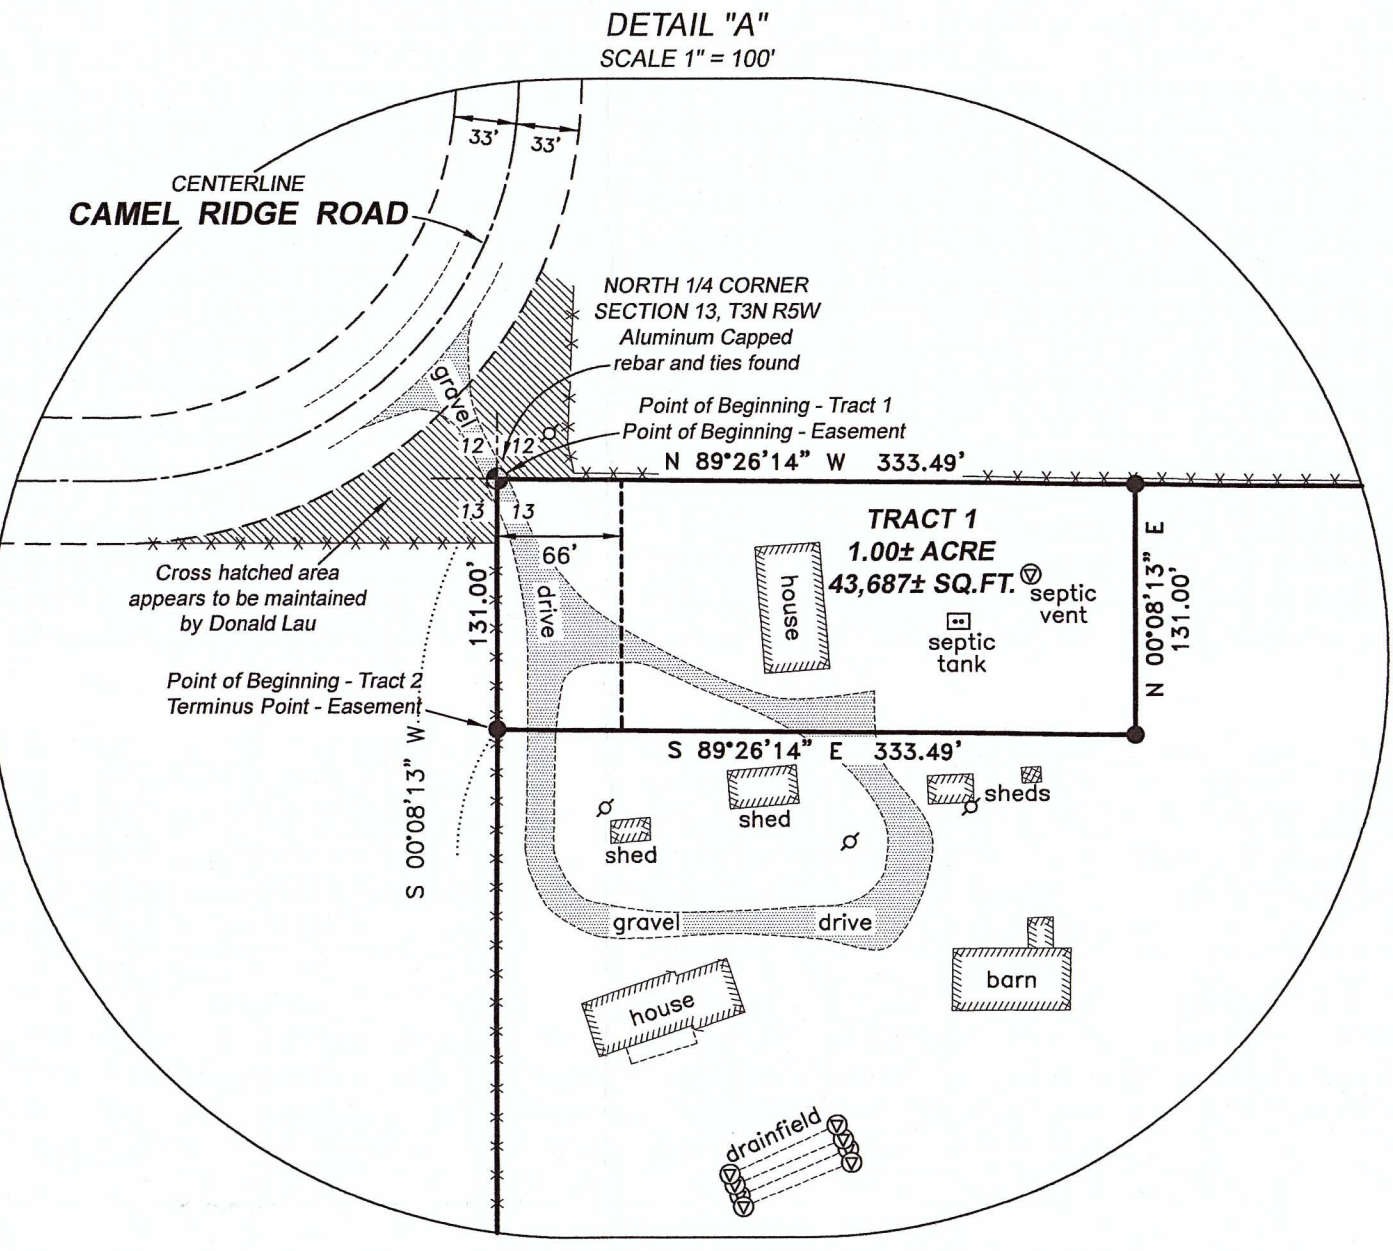 DETAIL "A"
SCALE 1" = 100'
33'
33'
CENTERLINE
CAMEL RIDGE ROAD
NORTH 1/4 CORNER
SECTION 13, T3N R5W
Aluminum Capped
rebar and ties found
gravel
Point of Beginning - Tract 1
Point of Beginning - Easement
12
12
N 89°26'14" W 333.49'
13
13
TRACT 1
1.00± ACRE
43,687± SQ.FT.
66'
drive
house
septic
vent
septic
tank
N 00°08'13" E
131.00'
Cross hatched area
appears to be maintained
by Donald Lau
131.00'
S 00°08'13" W
Point of Beginning - Tract 2
Terminus Point - Easement
S 89°26'14" E 333.49'
shed
shed
sheds
gravel
drive
house
barn
drainfield